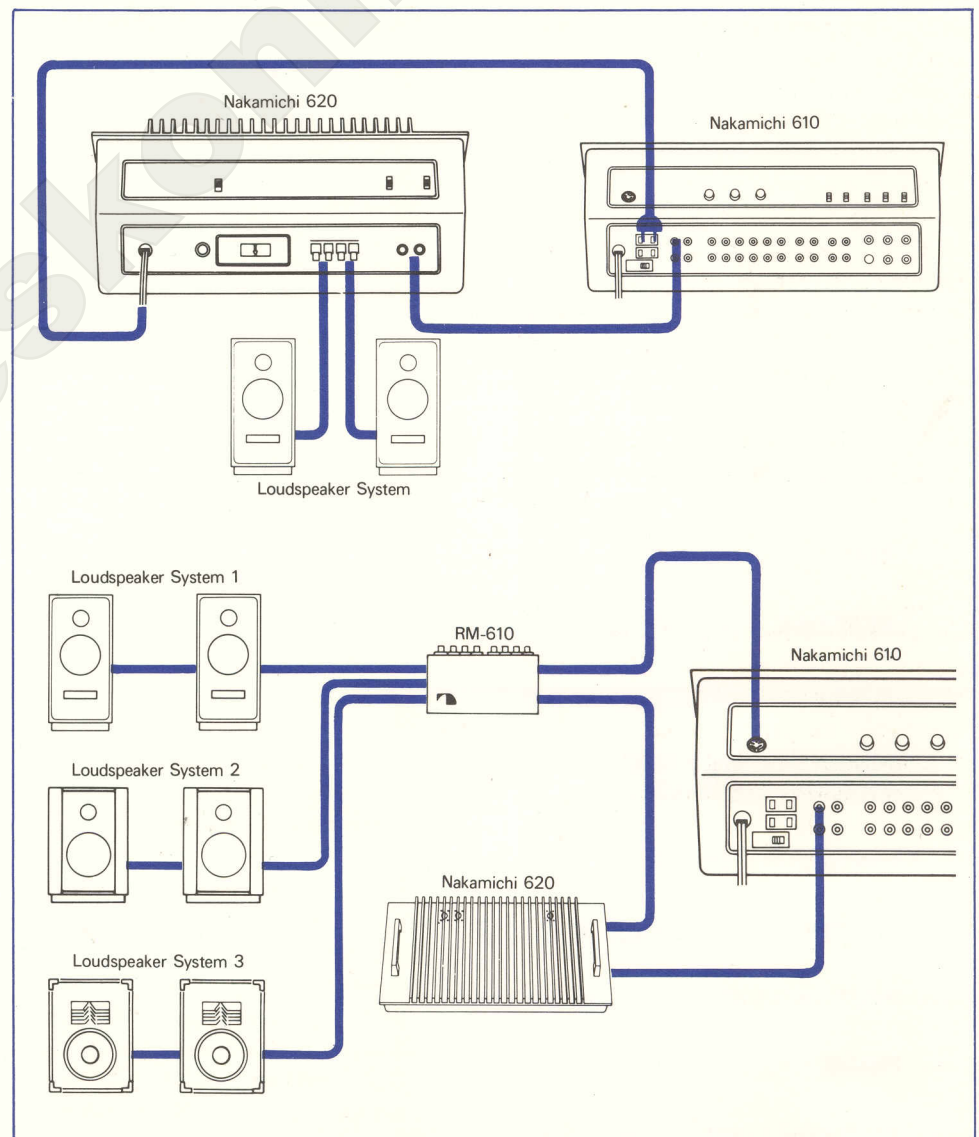 Nakamichi 620
Nakamichi 610
Loudspeaker System
Loudspeaker System 1
RM-610
Nakamichi 610
Loudspeaker System 2
Nakamichi 620
Loudspeaker System 3